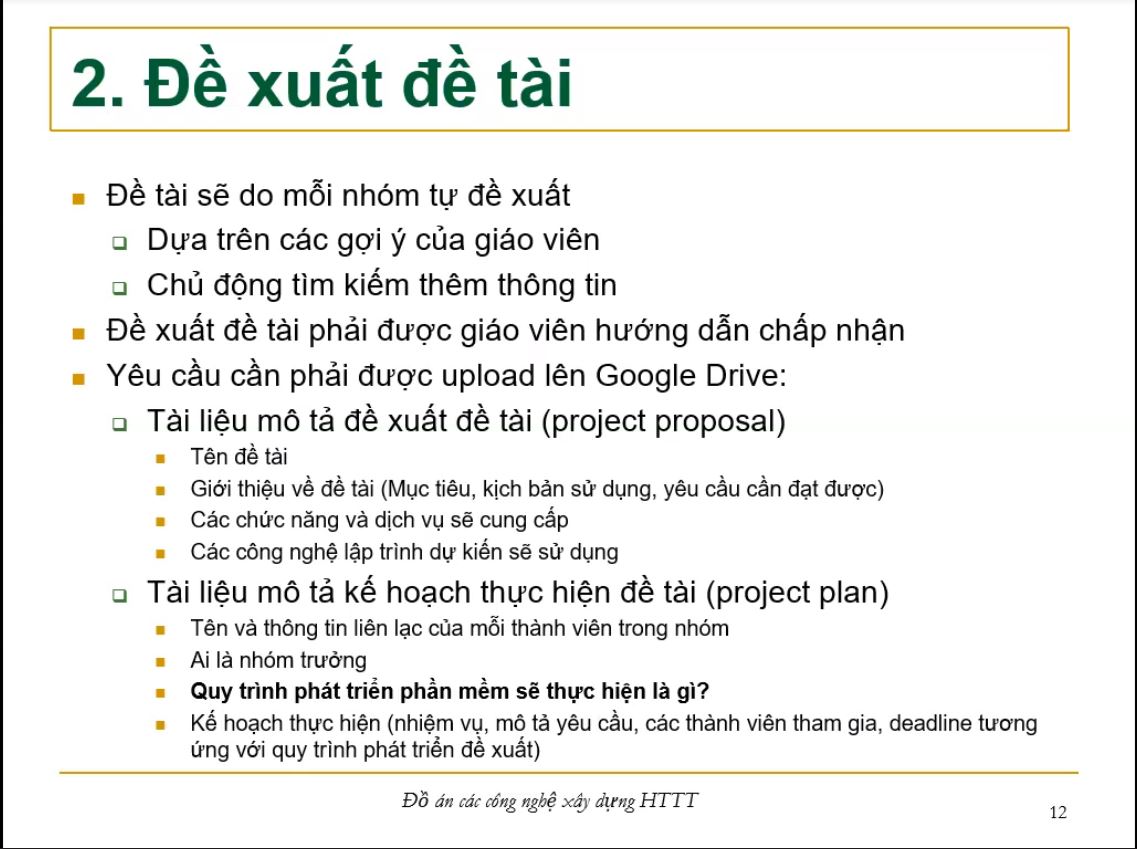 2. Đề xuất đề tài
Đề tài sẽ do mỗi nhóm tự đề xuất
Dựa trên các gợi ý của giáo viên
Chủ động tìm kiếm thêm thông tin
Đề xuất đề tài phải được giáo viên hướng dẫn chấp nhận
Yêu cầu cần phải được upload lên Google Drive:
Tài liệu mô tả đề xuất đề tài (project proposal)
Tên đề tài
Giới thiệu về đề tài (Mục tiêu, kịch bản sử dụng, yêu cầu cần đạt được)
Các chức năng và dịch vụ sẽ cung cấp
Các công nghệ lập trình dự kiến sẽ sử dụng
Tài liệu mô tả kế hoạch thực hiện đề tài (project plan)
Tên và thông tin liên lạc của mỗi thành viên trong nhóm
Ai là nhóm trưởng
Quy trình phát triển phần mềm sẽ thực hiện là gì?
Kế hoạch thực hiện (nhiệm vụ, mô tả yêu cầu, các thành viên tham gia, deadline tương
ứng với quy trình phát triển đề xuất)
Đồ án các công nghệ xây dựng HTTT
12